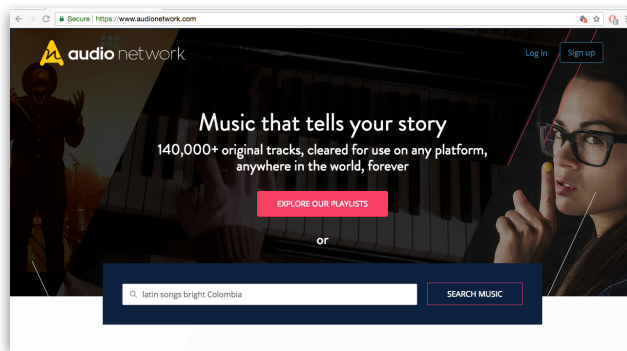 Secure https://www.audionetwork.com
audio network
Log in
Sign up
Music that tells your story
140,000+ original tracks, cleared for use on any platform,
anywhere in the world, forever
EXPLORE OUR PLAYLISTS
or
latin songs bright Colombia
SEARCH MUSIC